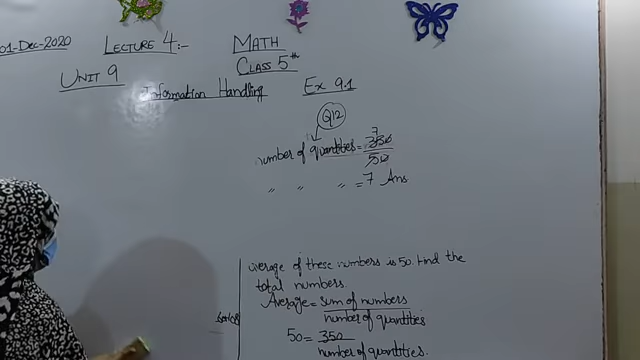 01-Dec-2020 LECTURE 4:- MATH
CLASS 5th
UNIT 9
Information Handling Ex 9.1
Q12
number of quantities = 350/50 7
" " " = 7 Ans
average of these numbers is 50. Find the
total numbers.
Average = sum of numbers
number of quantities
50 = 350
number of quantities.